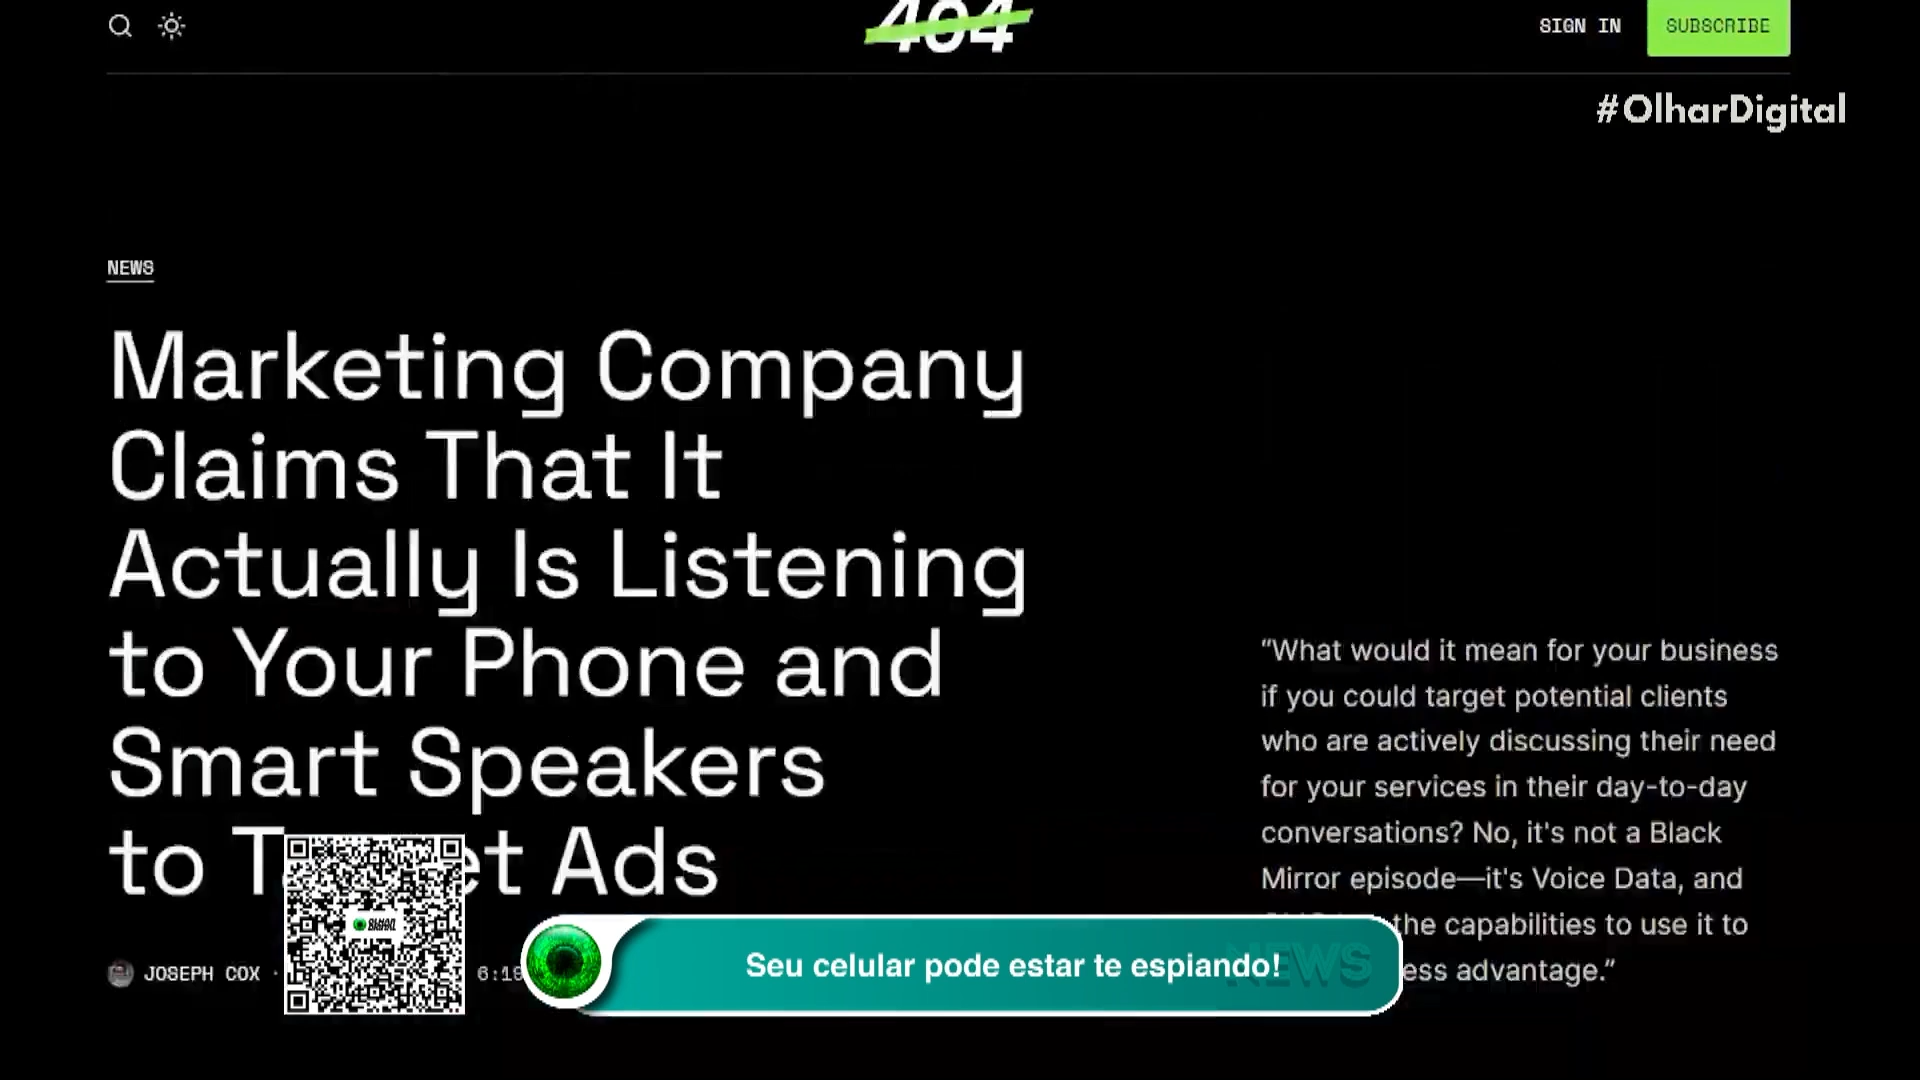 404
SIGN IN
SUBSCRIBE
#OlharDigital
NEWS
Marketing Company
Claims That It
Actually Is Listening
to Your Phone and
Smart Speakers
to Ads
“What would it mean for your business
if you could target potential clients
who are actively discussing their need
for your services in their day-to-day
conversations? No, it's not a Black
Mirror episode—it's Voice Data, and
the capabilities to use it to
advantage.”
JOSEPH COX ·
Seu celular pode estar te espiando!
NEWS